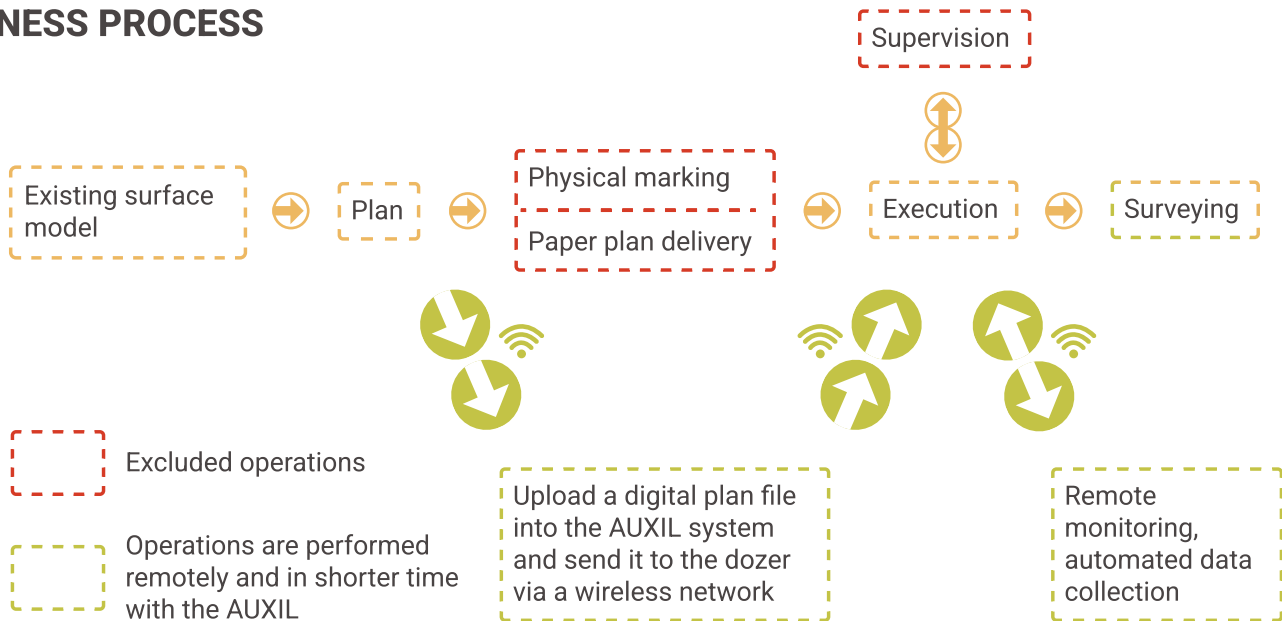 NESS PROCESS
Supervision
Existing surface
model
Plan
Physical marking
Paper plan delivery
Execution
Surveying
Excluded operations
Operations are performed
remotely and in shorter time
with the AUXIL
Upload a digital plan file
into the AUXIL system
and send it to the dozer
via a wireless network
Remote
monitoring,
automated data
collection